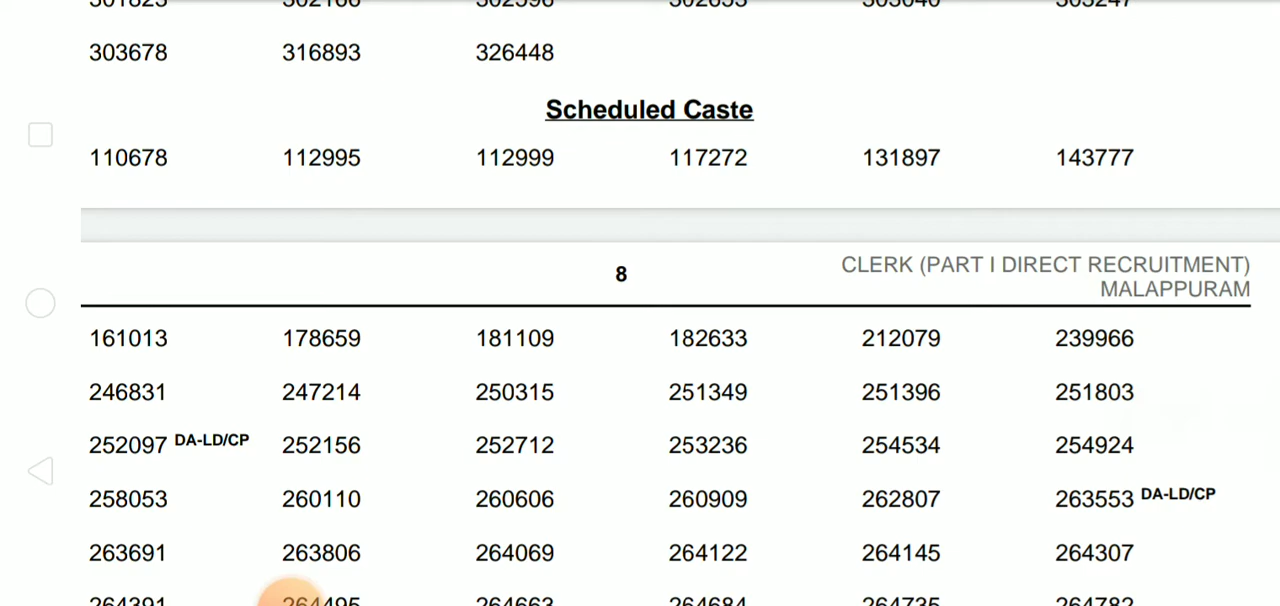 303678 316893 326448
Scheduled Caste
110678 112995 112999 117272 131897 143777
8 CLERK (PART I DIRECT RECRUITMENT)
MALAPPURAM
161013 178659 181109 182633 212079 239966
246831 247214 250315 251349 251396 251803
252097 DA-LD/CP 252156 252712 253236 254534 254924
258053 260110 260606 260909 262807 263553 DA-LD/CP
263691 263806 264069 264122 264145 264307